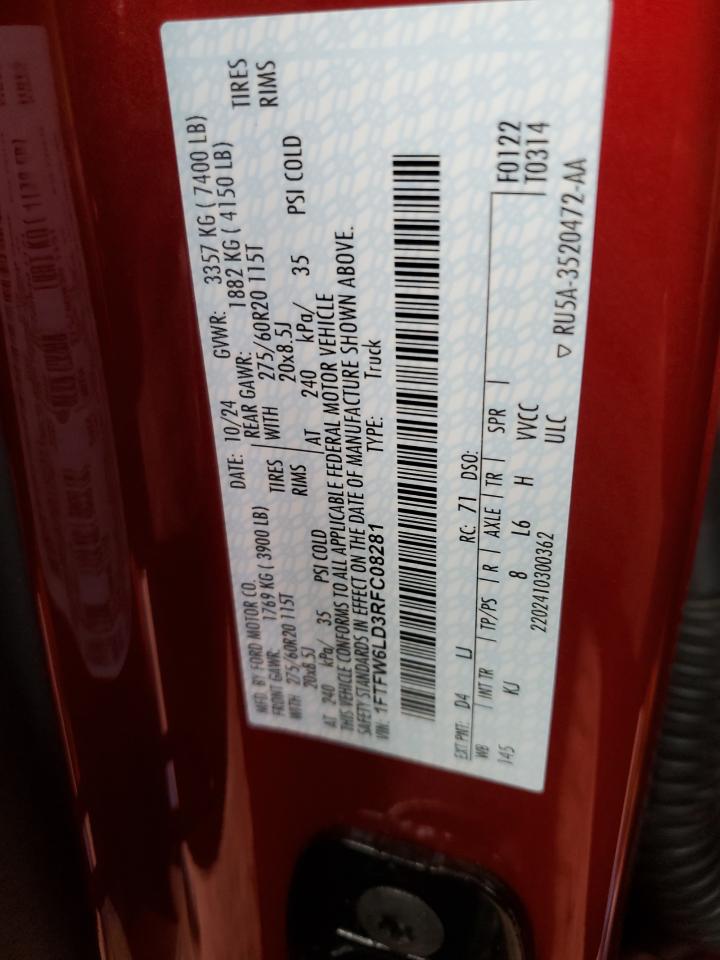 MFD. BY FORD MOTOR CO. DATE: 10/24 GVWR: 3357 KG ( 7400 LB)
FRONT GAWR: 1769 KG ( 3900 LB) REAR GAWR: 1882 KG ( 4150 LB)
WITH 275/60R20 115T TIRES WITH 275/60R20 115T TIRES
20x8.5J RIMS 20x8.5J RIMS
AT 240 kPa/ 35 PSI COLD AT 240 kPa/ 35 PSI COLD
THIS VEHICLE CONFORMS TO ALL APPLICABLE FEDERAL MOTOR VEHICLE
SAFETY STANDARDS IN EFFECT ON THE DATE OF MANUFACTURE SHOWN ABOVE.
VIN: 1FTFW6LD3RFC08281 TYPE: Truck
EXT PNT: D4 LJ RC: 71 DSO: F0122
WB INT TR TP/PS R AXLE TR SPR T0314
145 KJ 8 L6 H VVCC
2202410300362 ULC ▽ RU5A-3520472-AA